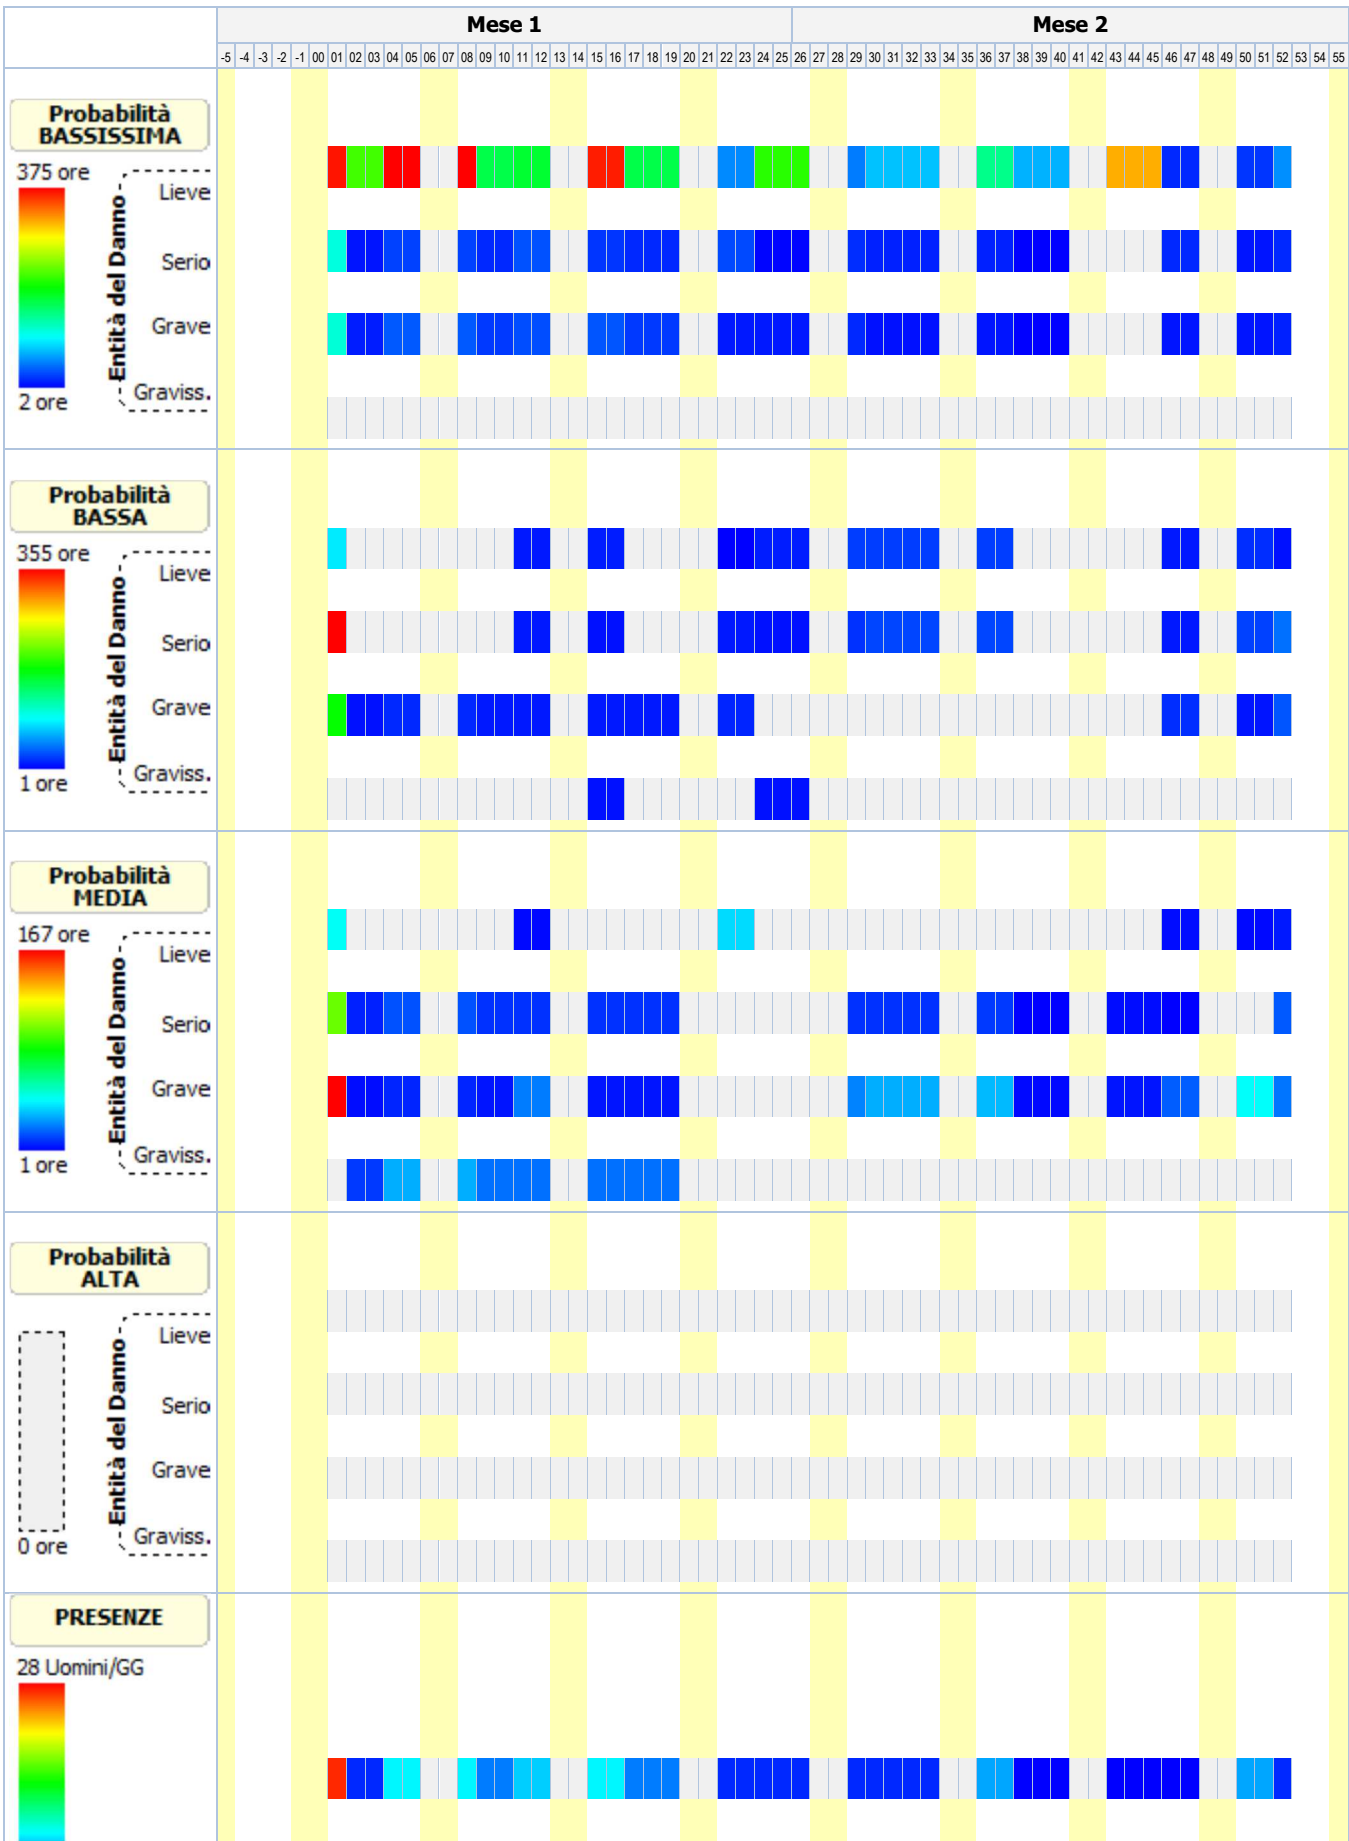 Mese 1 Mese 2
-5 -4 -3 -2 -1 00 01 02 03 04 05 06 07 08 09 10 11 12 13 14 15 16 17 18 19 20 21 22 23 24 25 26 27 28 29 30 31 32 33 34 35 36 37 38 39 40 41 42 43 44 45 46 47 48 49 50 51 52 53 54 55
Probabilità
BASSISSIMA
375 ore
Entità del Danno
Lieve
Serio
Grave
Graviss.
2 ore
Probabilità
BASSA
355 ore
Entità del Danno
Lieve
Serio
Grave
Graviss.
1 ore
Probabilità
MEDIA
167 ore
Entità del Danno
Lieve
Serio
Grave
Graviss.
1 ore
Probabilità
ALTA
Entità del Danno
Lieve
Serio
Grave
Graviss.
0 ore
PRESENZE
28 Uomini/GG